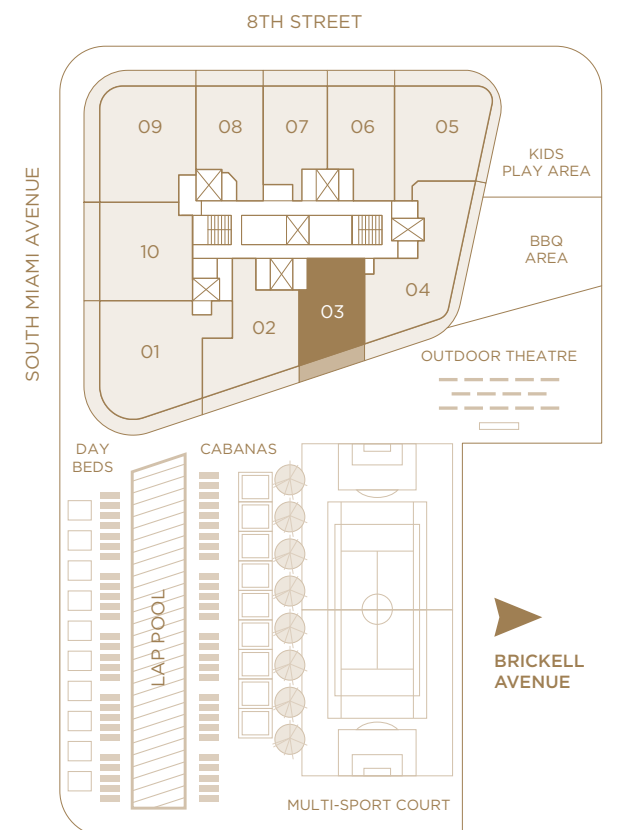 8TH STREET
SOUTH MIAMI AVENUE
09
08
07
06
05
KIDS
PLAY AREA
10
BBQ
AREA
04
03
02
01
OUTDOOR THEATRE
DAY
BEDS
CABANAS
LAP POOL
BRICKELL
AVENUE
MULTI-SPORT COURT